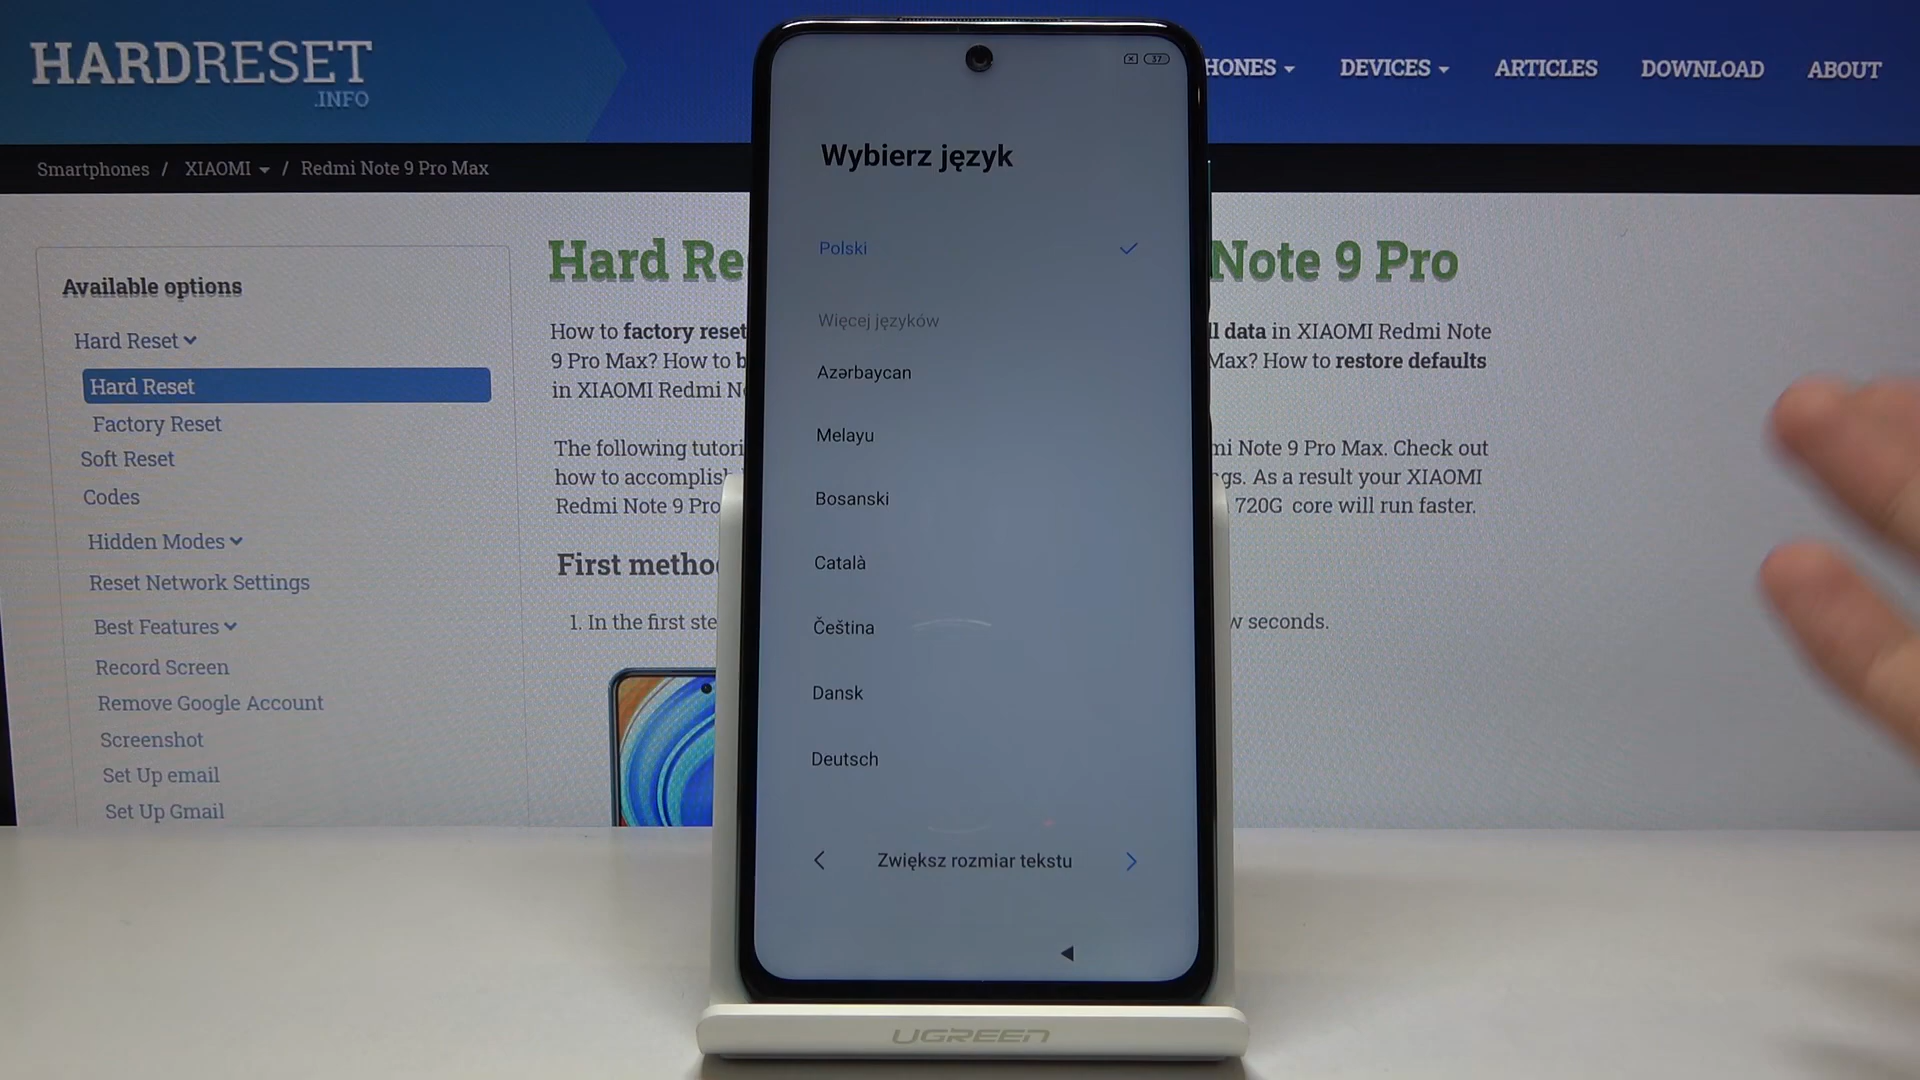 HARDRESET
.INFO
HONES
DEVICES
ARTICLES
DOWNLOAD
ABOUT
Smartphones / XIAOMI / Redmi Note 9 Pro Max
Available options
Hard Reset
Hard Reset
Factory Reset
Soft Reset
Codes
Hidden Modes
Reset Network Settings
Best Features
Record Screen
Remove Google Account
Screenshot
Set Up email
Set Up Gmail
Hard Re
Note 9 Pro
How to factory reset
ll data in XIAOMI Redmi Note
9 Pro Max? How to b
Max? How to restore defaults
in XIAOMI Redmi No
The following tutori
mi Note 9 Pro Max. Check out
how to accomplish
gs. As a result your XIAOMI
Redmi Note 9 Pro
720G core will run faster.
First metho
1. In the first ste
w seconds.
37
Wybierz język
Polski
Więcej języków
Azərbaycan
Melayu
Bosanski
Català
Čeština
Dansk
Deutsch
Zwiększ rozmiar tekstu
UGREEN